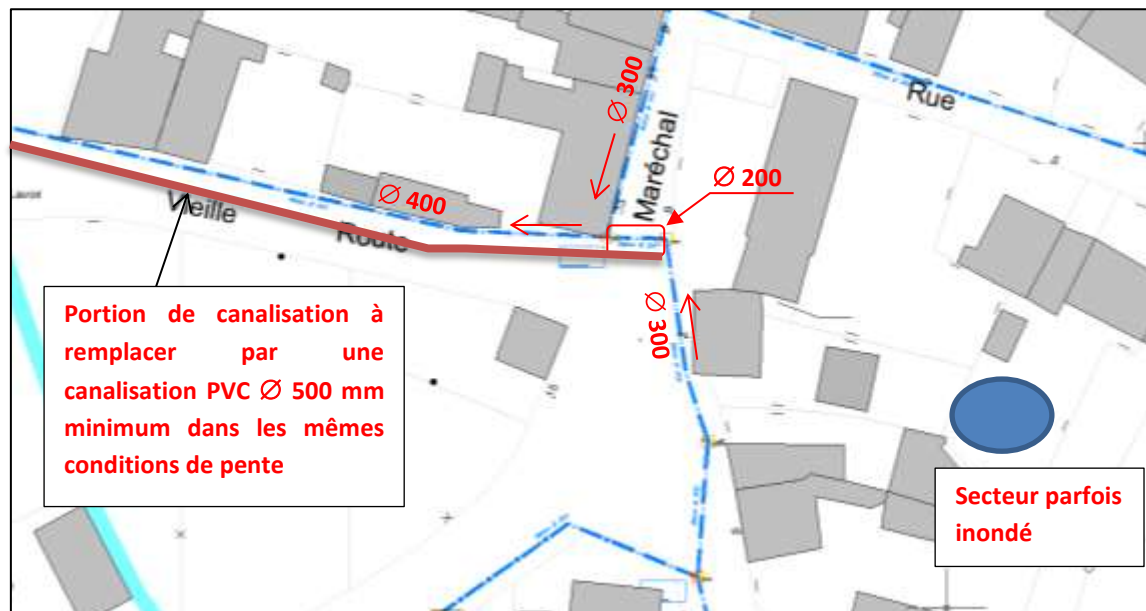 Ø 300
Rue
Maréchal
Ø 200
Ø 400
Vieille
Route
Ø 300
Portion de canalisation à
remplacer par une
canalisation PVC Ø 500 mm
minimum dans les mêmes
conditions de pente
Secteur parfois
inondé